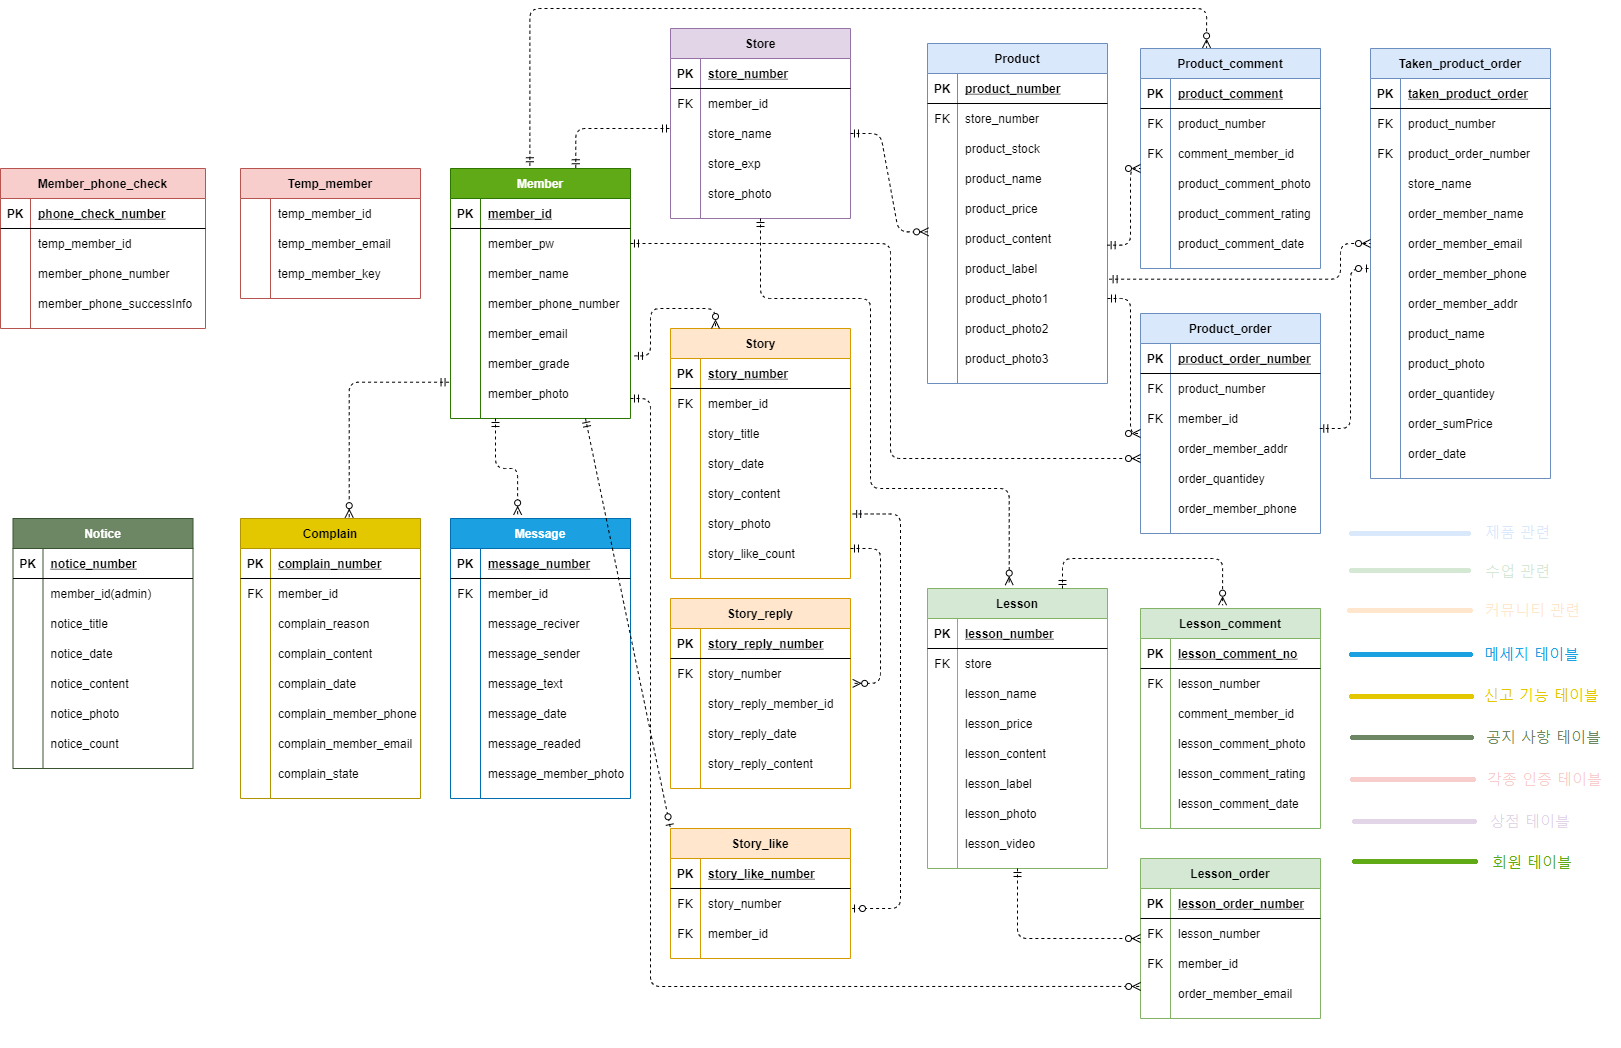 Store
PK store_number
FK member_id
store_name
store_exp
store_photo
Product
PK product_number
FK store_number
product_stock
product_name
product_price
product_content
product_label
product_photo1
product_photo2
product_photo3
Product_comment
PK product_comment
FK product_number
FK comment_member_id
product_comment_photo
product_comment_rating
product_comment_date
Taken_product_order
PK taken_product_order
FK product_number
FK product_order_number
store_name
order_member_name
order_member_email
order_member_phone
order_member_addr
product_name
product_photo
order_quantidey
order_sumPrice
order_date
Member_phone_check
PK phone_check_number
temp_member_id
member_phone_number
member_phone_successInfo
Temp_member
temp_member_id
temp_member_email
temp_member_key
Member
PK member_id
member_pw
member_name
member_phone_number
member_email
member_grade
member_photo
Story
PK story_number
FK member_id
story_title
story_date
story_content
story_photo
story_like_count
Product_order
PK product_order_number
FK product_number
FK member_id
order_member_addr
order_quantidey
order_member_phone
Notice
PK notice_number
member_id(admin)
notice_title
notice_date
notice_content
notice_photo
notice_count
Complain
PK complain_number
FK member_id
complain_reason
complain_content
complain_date
complain_member_phone
complain_member_email
complain_state
Message
PK message_number
FK member_id
message_reciver
message_sender
message_text
message_date
message_readed
message_member_photo
Story_reply
PK story_reply_number
FK story_number
story_reply_member_id
story_reply_date
story_reply_content
Story_like
PK story_like_number
FK story_number
FK member_id
Lesson
PK lesson_number
FK store
lesson_name
lesson_price
lesson_content
lesson_label
lesson_photo
lesson_video
Lesson_comment
PK lesson_comment_no
FK lesson_number
comment_member_id
lesson_comment_photo
lesson_comment_rating
lesson_comment_date
Lesson_order
PK lesson_order_number
FK lesson_number
FK member_id
order_member_email
제품 관련
수업 관련
커뮤니티 관련
메세지 테이블
신고 기능 테이블
공지 사항 테이블
각종 인증 테이블
상점 테이블
회원 테이블